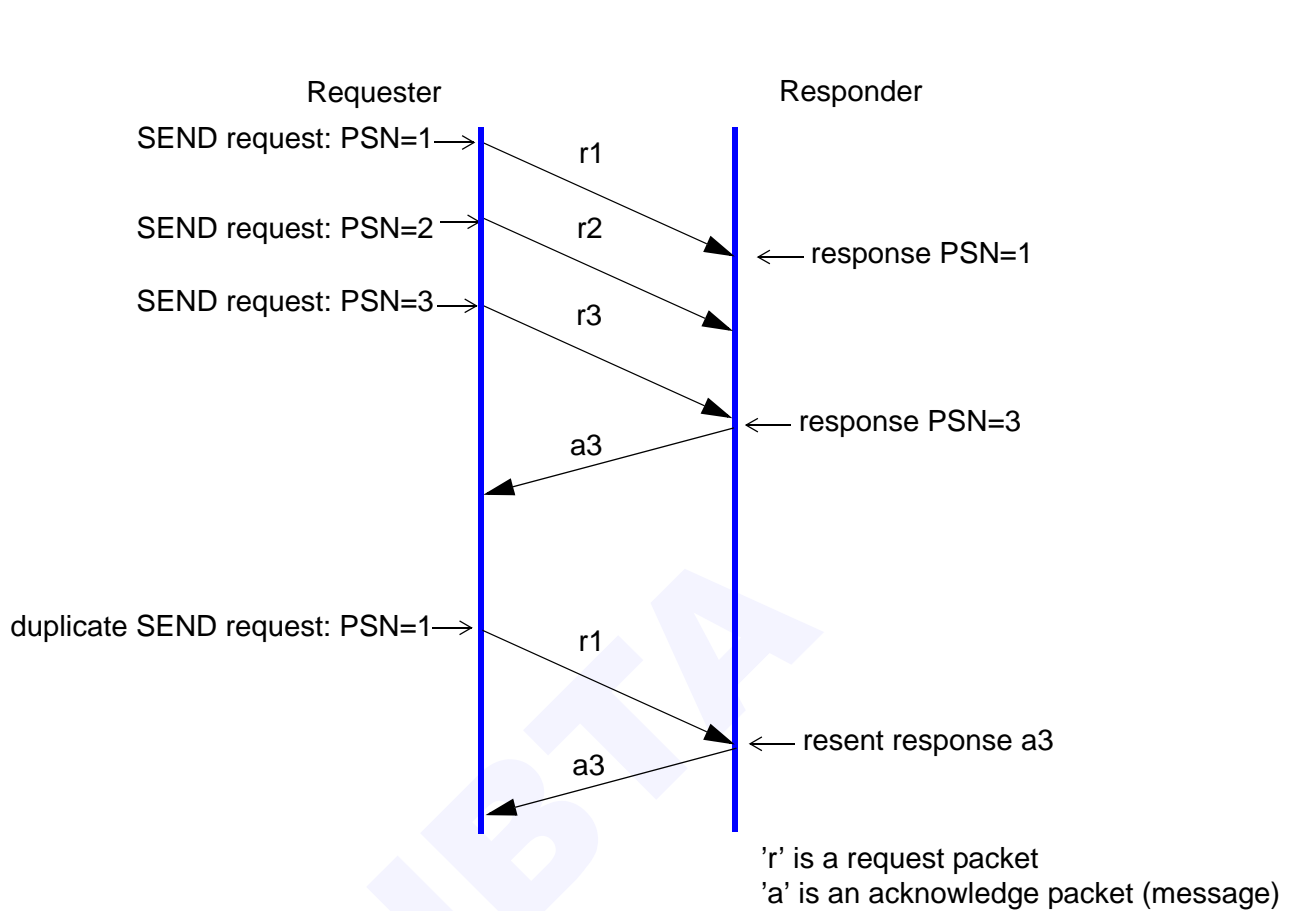 Requester
Responder
SEND request: PSN=1
r1
SEND request: PSN=2
r2
response PSN=1
SEND request: PSN=3
r3
response PSN=3
a3
duplicate SEND request: PSN=1
r1
resent response a3
a3
’r’ is a request packet
’a’ is an acknowledge packet (message)
IBTA